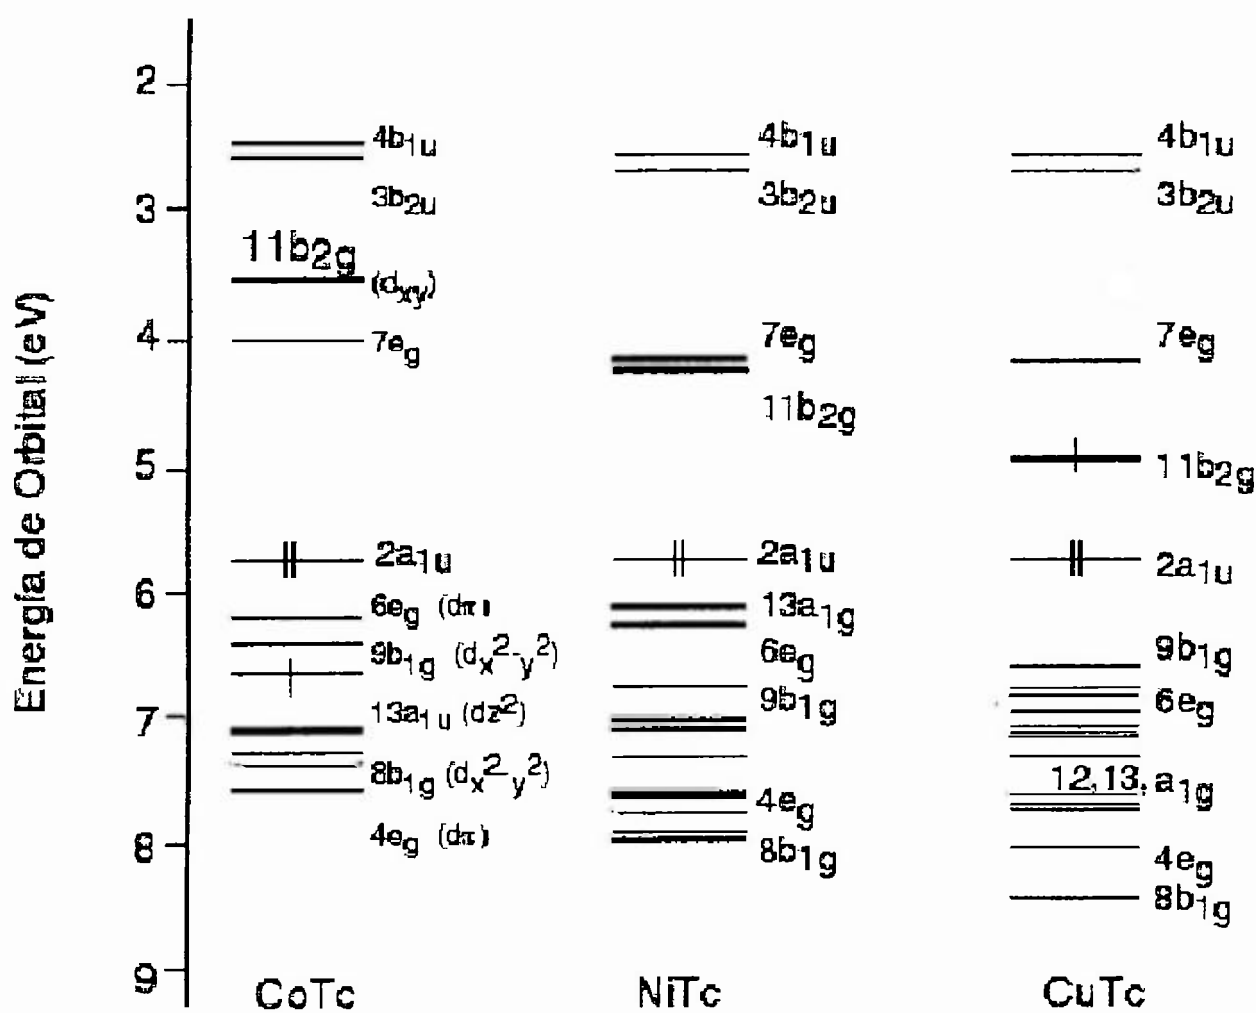 Energía de Orbital (eV)
2
3
4
5
6
7
8
9
4b1u
3b2u
11b2g
(dxy)
7eg
2a1u
6eg (dπ)
9b1g (dx2-y2)
13a1u (dz2)
8b1g (dx2-y2)
4eg (dπ)
CoTc
4b1u
3b2u
7eg
11b2g
2a1u
13a1g
6eg
9b1g
4eg
8b1g
NiTc
4b1u
3b2u
7eg
11b2g
2a1u
9b1g
6eg
12,13, a1g
4eg
8b1g
CuTc